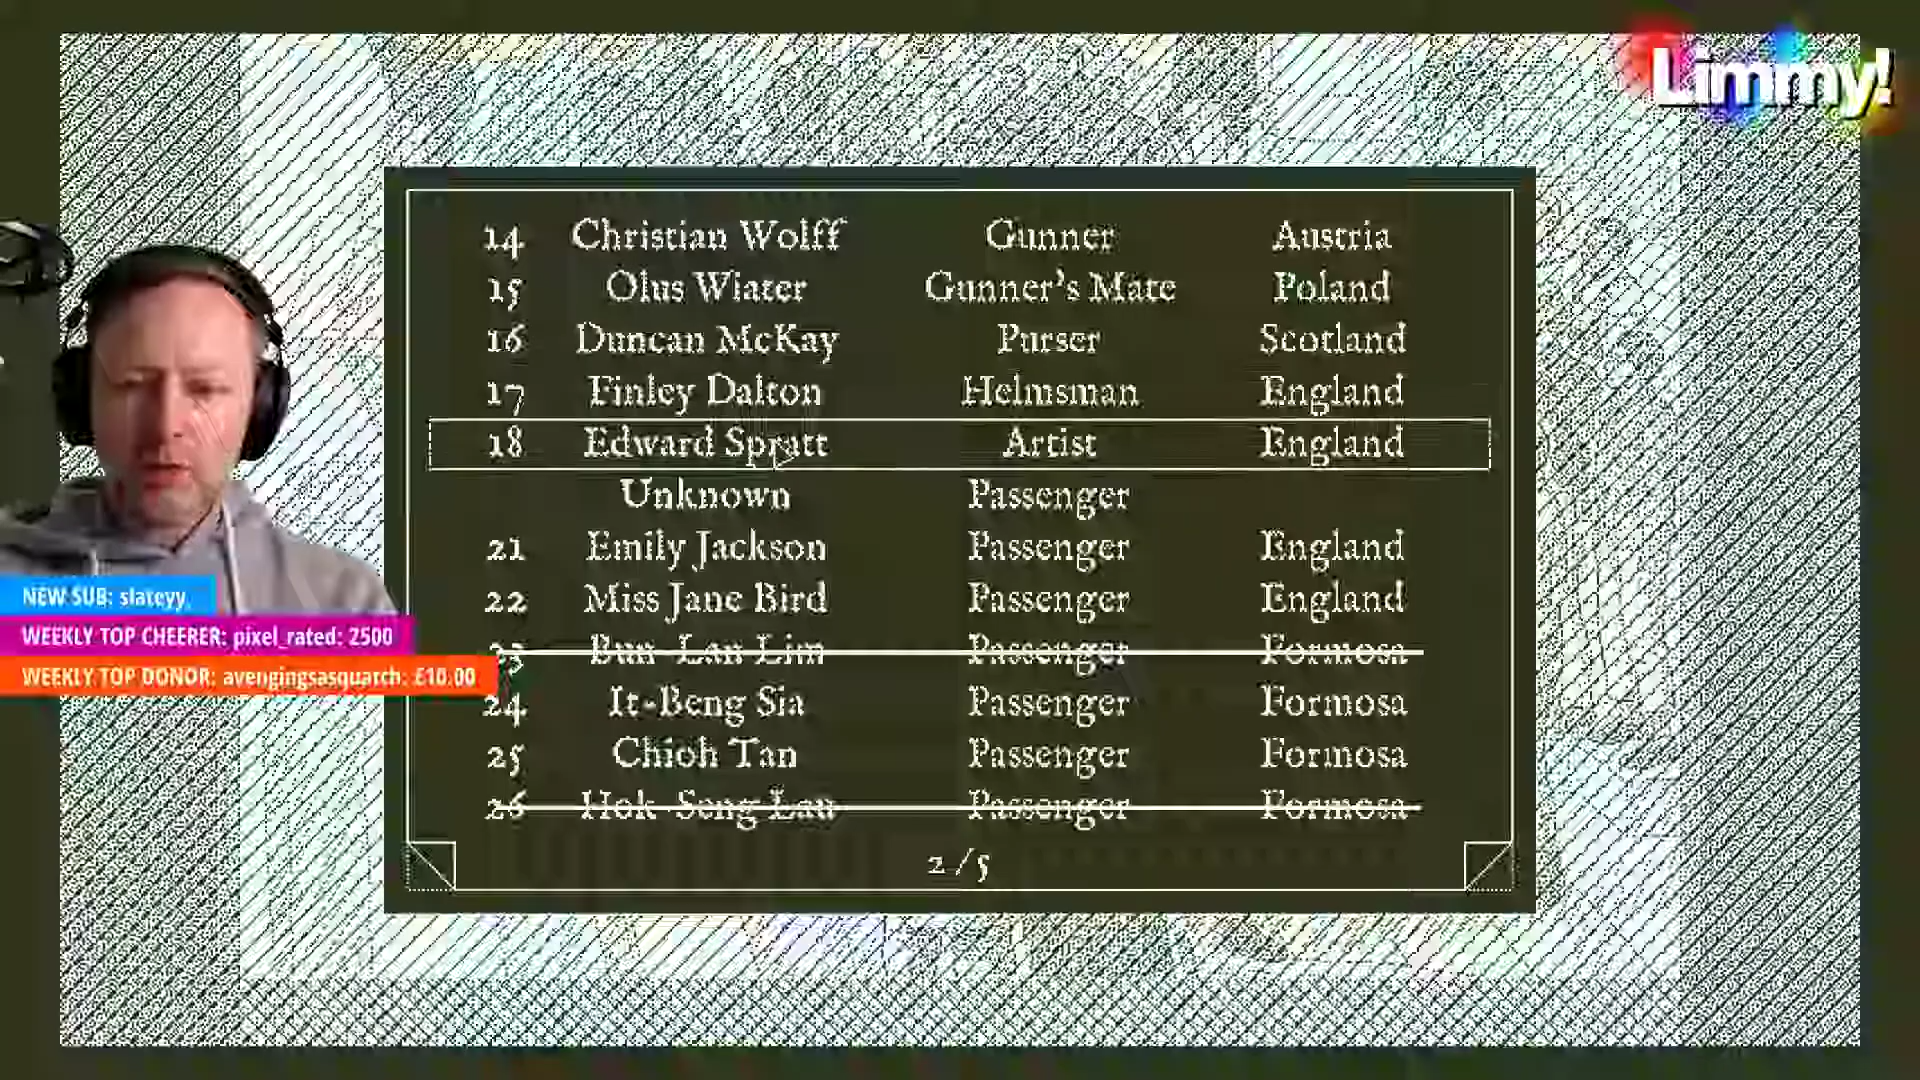 Limmy!
14 Christian Wolff Gunner Austria
15 Olus Wiater Gunner's Mate Poland
16 Duncan McKay Purser Scotland
17 Finley Dalton Helmsman England
18 Edward Spratt Artist England
Unknown Passenger
21 Emily Jackson Passenger England
22 Miss Jane Bird Passenger England
23 Bun-Lan Lim Passenger Formosa
24 It-Beng Sia Passenger Formosa
25 Chioh Tan Passenger Formosa
26 Hok-Seng Lau Passenger Formosa
2/5
NEW SUB: slateyy_
WEEKLY TOP CHEERER: pixel_rated: 2500
WEEKLY TOP DONOR: avengingsasquatch: £10.00